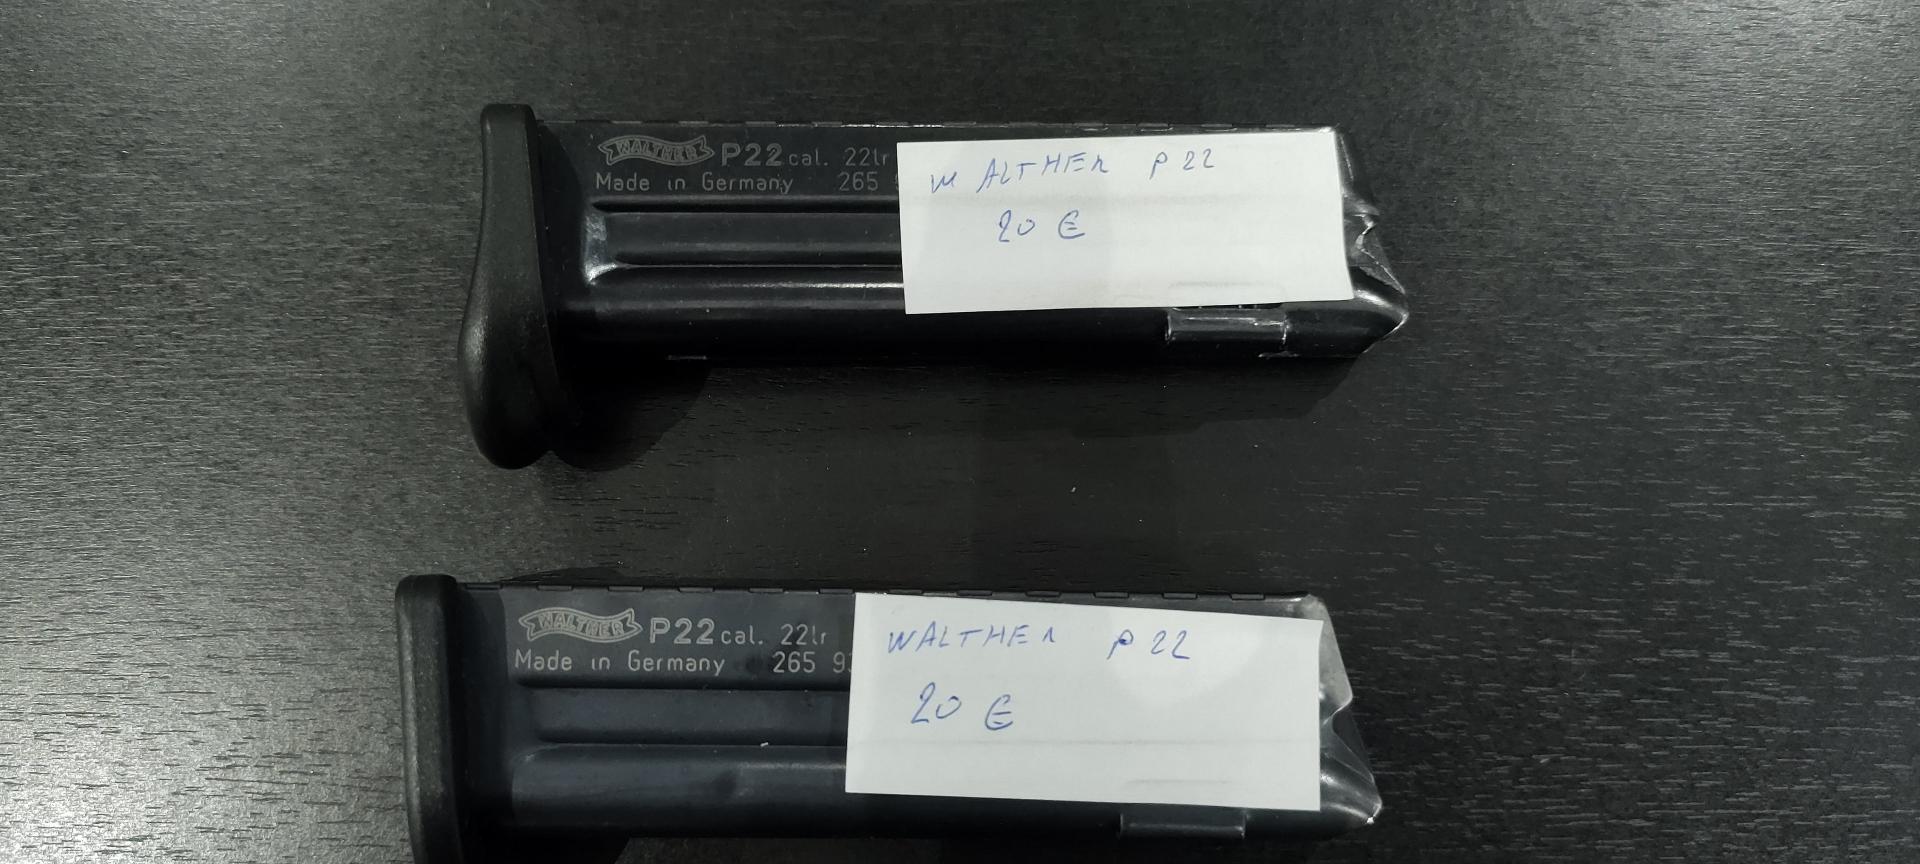 WALTHER P22 cal. 22lr
Made in Germany 265
WALTHER P22
20 €
WALTHER P22 cal. 22lr
Made in Germany 265 93
WALTHER P22
20 €